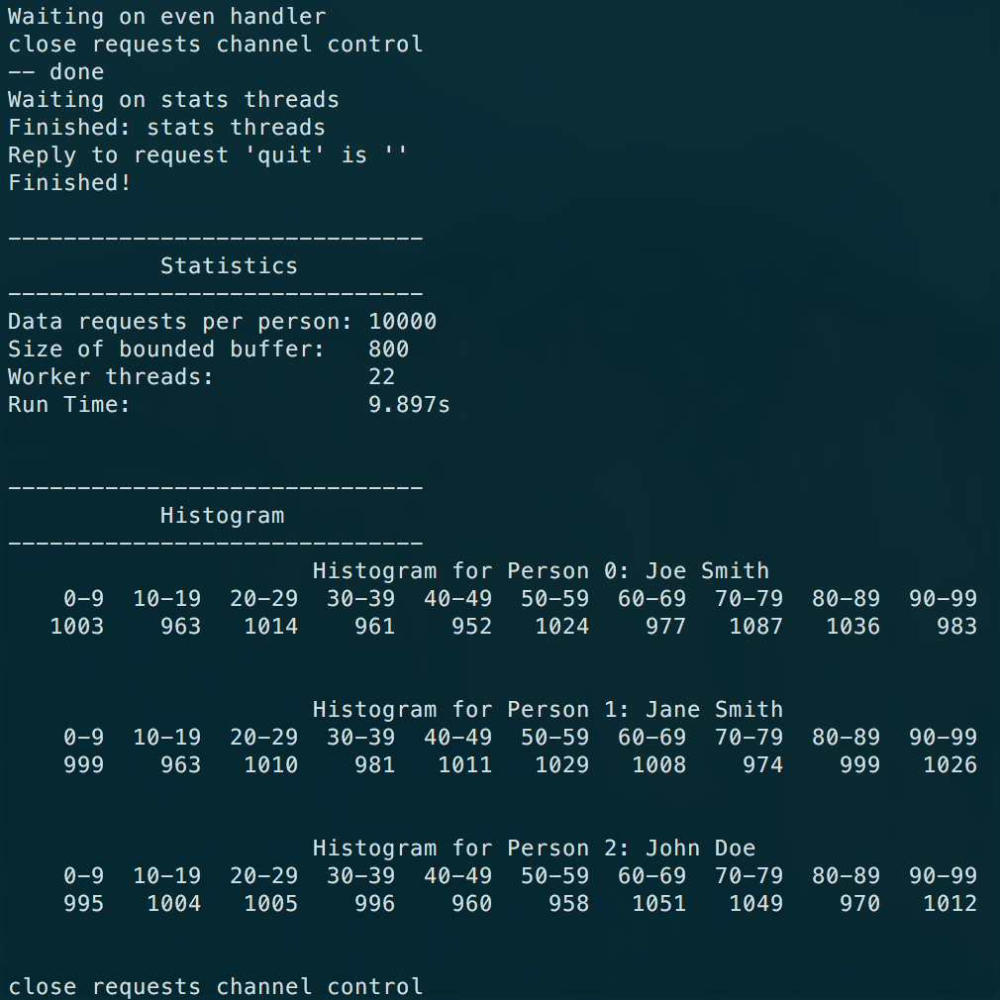 Waiting on even handler
close requests channel control
-- done
Waiting on stats threads
Finished: stats threads
Reply to request 'quit' is ''
Finished!
------------------------------
Statistics
------------------------------
Data requests per person: 10000
Size of bounded buffer: 800
Worker threads: 22
Run Time: 9.897s
------------------------------
Histogram
------------------------------
Histogram for Person 0: Joe Smith
0-9 10-19 20-29 30-39 40-49 50-59 60-69 70-79 80-89 90-99
1003 963 1014 961 952 1024 977 1087 1036 983
Histogram for Person 1: Jane Smith
0-9 10-19 20-29 30-39 40-49 50-59 60-69 70-79 80-89 90-99
999 963 1010 981 1011 1029 1008 974 999 1026
Histogram for Person 2: John Doe
0-9 10-19 20-29 30-39 40-49 50-59 60-69 70-79 80-89 90-99
995 1004 1005 996 960 958 1051 1049 970 1012
close requests channel control